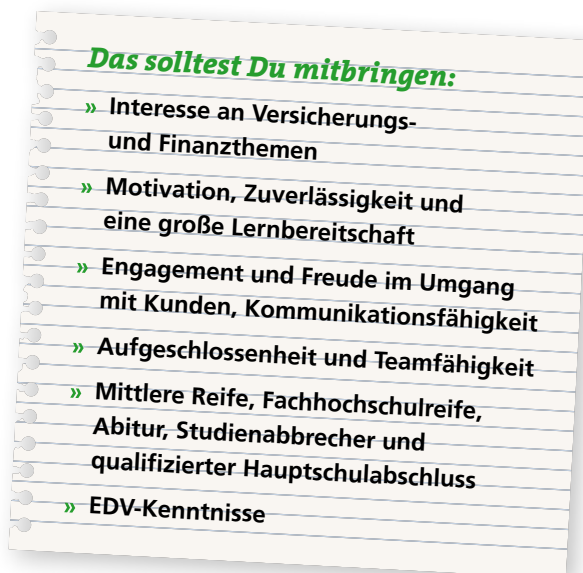 Das solltest Du mitbringen:
» Interesse an Versicherungs-
und Finanzthemen
» Motivation, Zuverlässigkeit und
eine große Lernbereitschaft
» Engagement und Freude im Umgang
mit Kunden, Kommunikationsfähigkeit
» Aufgeschlossenheit und Teamfähigkeit
» Mittlere Reife, Fachhochschulreife,
Abitur, Studienabbrecher und
qualifizierter Hauptschulabschluss
» EDV-Kenntnisse